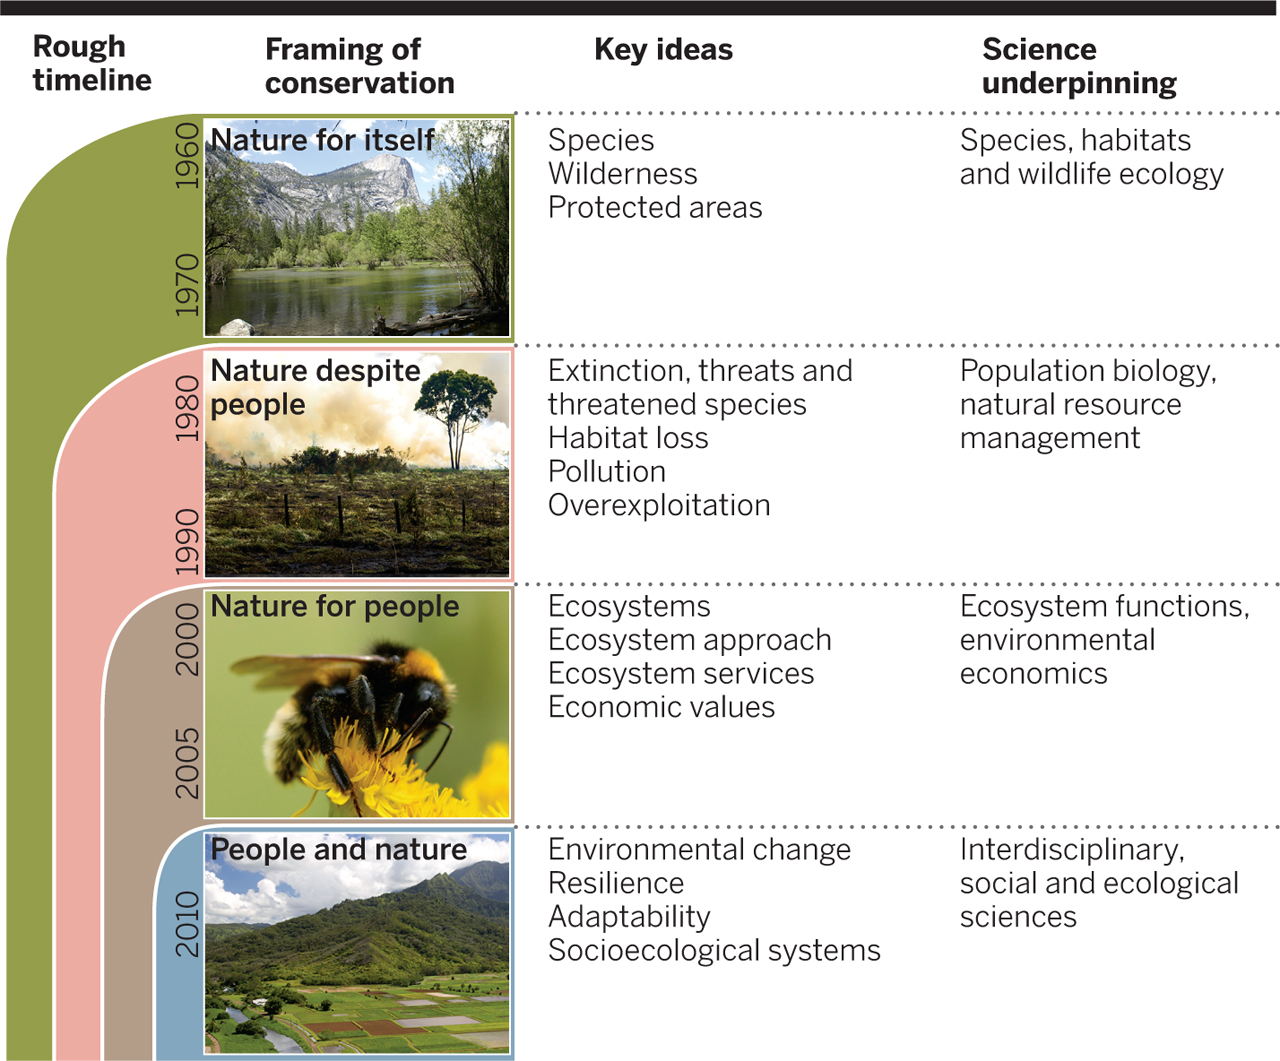 Rough
timeline
Framing of
conservation
Key ideas
Science
underpinning
1960
1970
Nature for itself
Species
Wilderness
Protected areas
Species, habitats
and wildlife ecology
1980
1990
Nature despite
people
Extinction, threats and
threatened species
Habitat loss
Pollution
Overexploitation
Population biology,
natural resource
management
2000
2005
Nature for people
Ecosystems
Ecosystem approach
Ecosystem services
Economic values
Ecosystem functions,
environmental
economics
2010
People and nature
Environmental change
Resilience
Adaptability
Socioecological systems
Interdisciplinary,
social and ecological
sciences